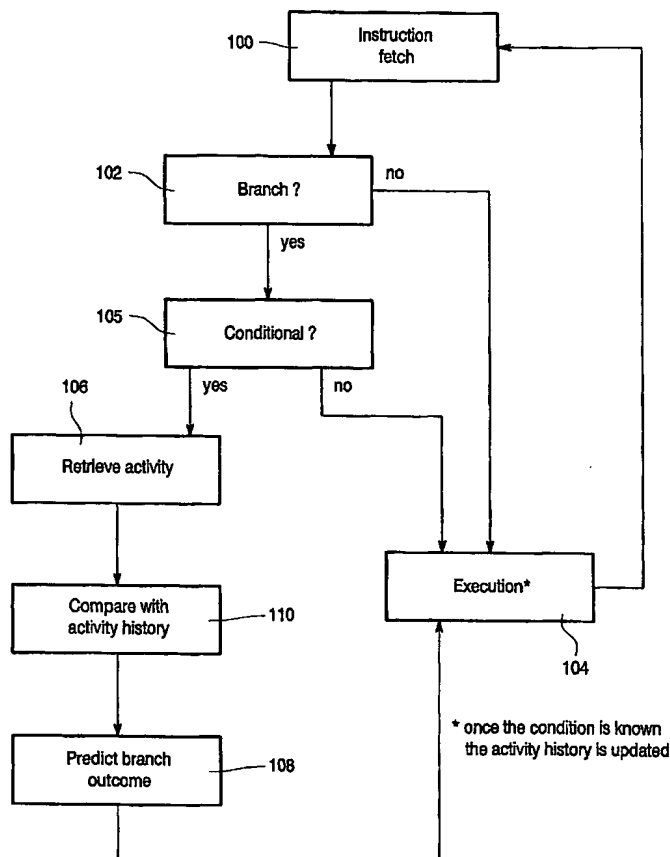 100
Instruction
fetch
102
Branch ?
no
yes
105
Conditional ?
yes
no
106
Retrieve activity
Compare with
activity history
110
Execution*
104
Predict branch
outcome
108
* once the condition is known
the activity history is updated